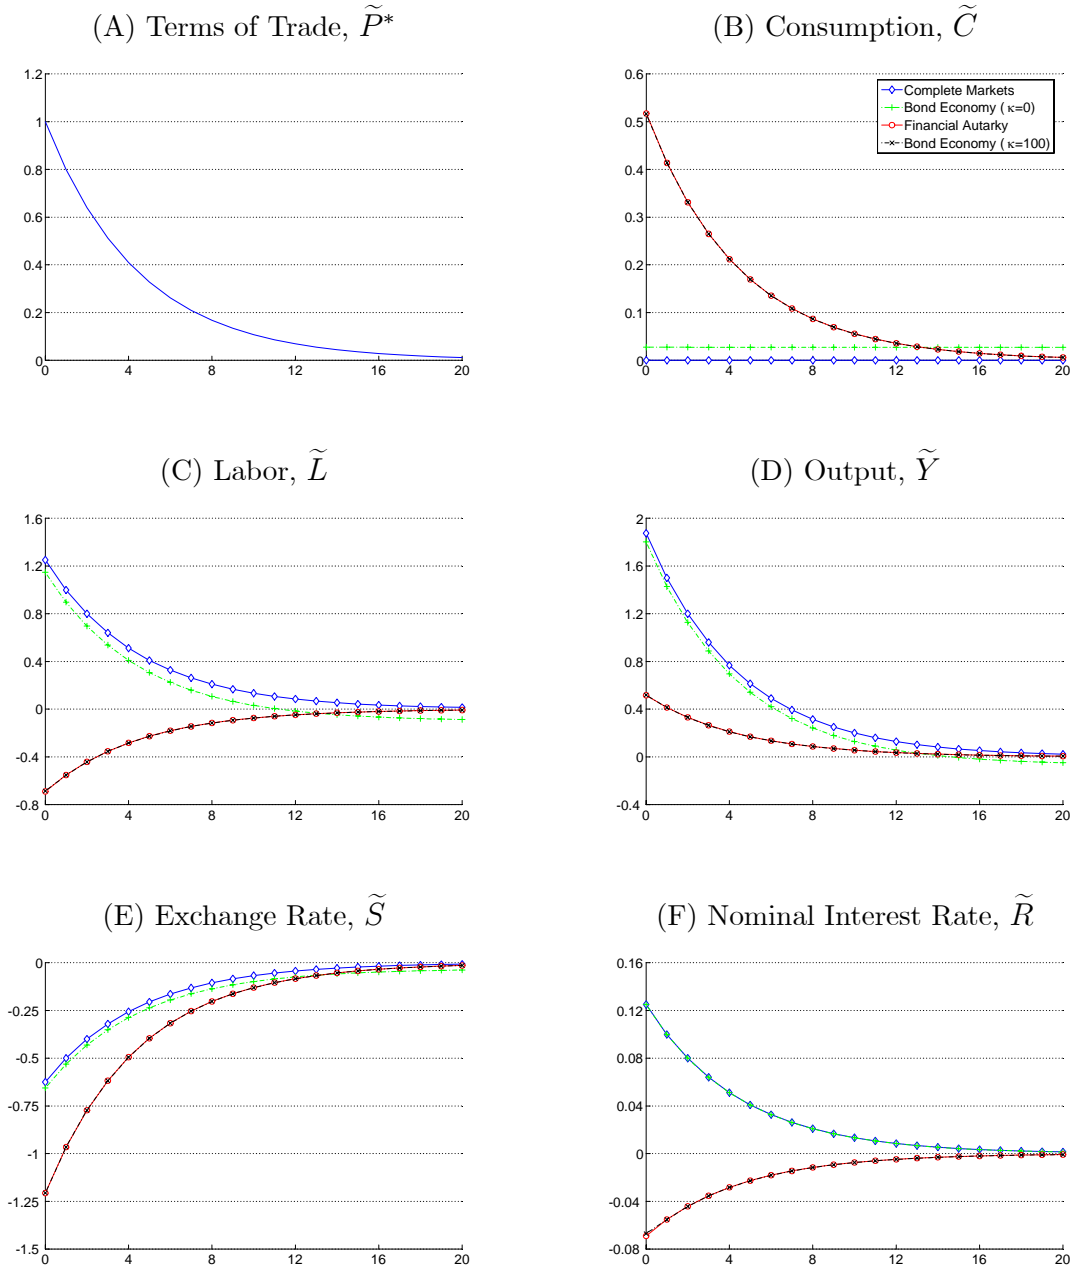 (A) Terms of Trade, P̃*
1.2
1
0.8
0.6
0.4
0.2
0
0 4 8 12 16 20
(B) Consumption, C̃
0.6
0.5
0.4
0.3
0.2
0.1
0
0 4 8 12 16 20
Complete Markets
Bond Economy (κ=0)
Financial Autarky
Bond Economy (κ=100)
(C) Labor, L̃
1.6
1.2
0.8
0.4
0
-0.4
-0.8
0 4 8 12 16 20
(D) Output, Ỹ
2
1.6
1.2
0.8
0.4
0
-0.4
0 4 8 12 16 20
(E) Exchange Rate, S̃
0
-0.25
-0.5
-0.75
-1
-1.25
-1.5
0 4 8 12 16 20
(F) Nominal Interest Rate, R̃
0.16
0.12
0.08
0.04
0
-0.04
-0.08
0 4 8 12 16 20